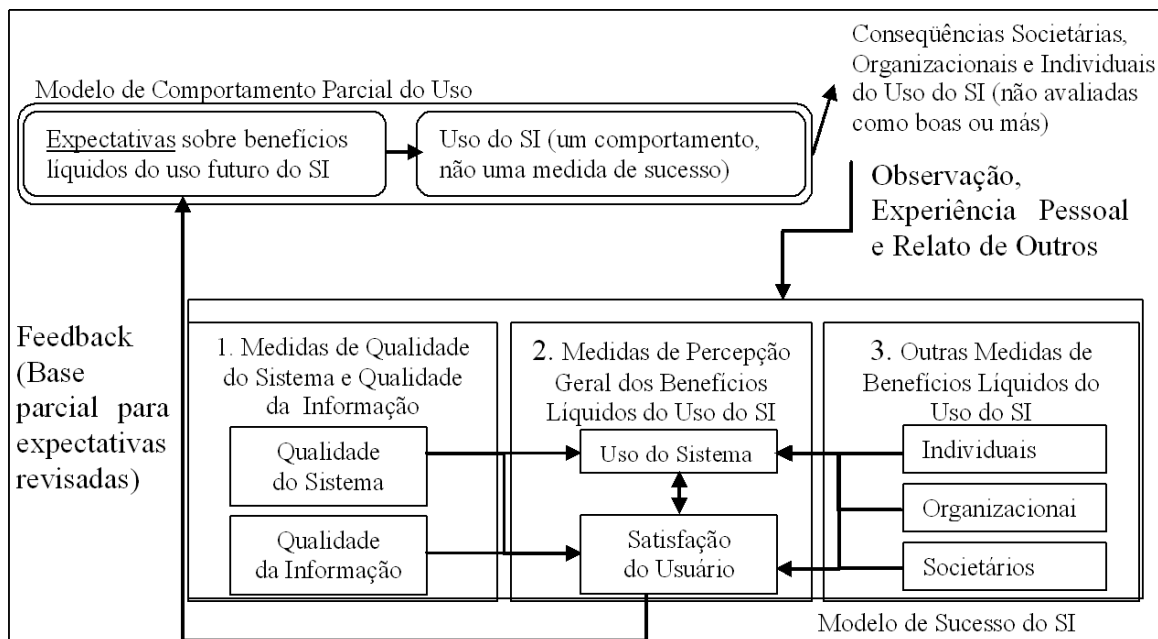 Modelo de Comportamento Parcial do Uso
Expectativas sobre benefícios
líquidos do uso futuro do SI
Uso do SI (um comportamento,
não uma medida de sucesso)
Conseqüências Societárias,
Organizacionais e Individuais
do Uso do SI (não avaliadas
como boas ou más)
Observação,
Experiência Pessoal
e Relato de Outros
Feedback
(Base
parcial para
expectativas
revisadas)
1. Medidas de Qualidade
do Sistema e Qualidade
da Informação
Qualidade
do Sistema
Qualidade
da Informação
2. Medidas de Percepção
Geral dos Benefícios
Líquidos do Uso do SI
Uso do Sistema
Satisfação
do Usuário
3. Outras Medidas de
Benefícios Líquidos do
Uso do SI
Individuais
Organizacionai
Societários
Modelo de Sucesso do SI